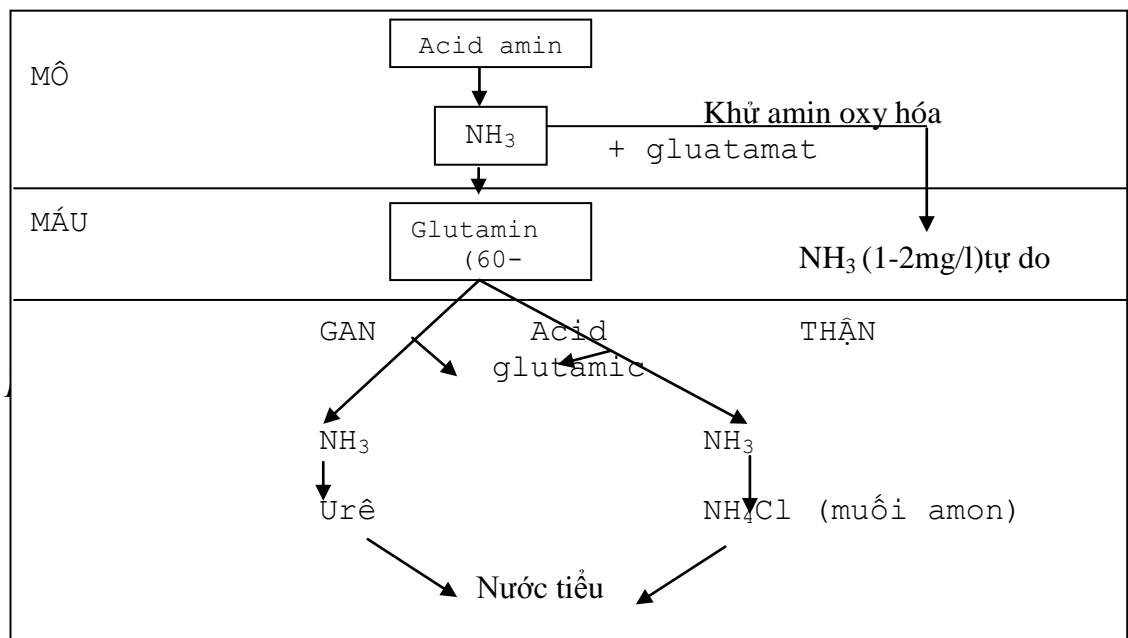 Acid amin
MÔ
Khử amin oxy hóa
NH₃
+ gluatamat
MÁU
Glutamin
(60-
NH₃ (1-2mg/l)tự do
GAN Acid THẬN
glutamic
NH₃ NH₃
Urê NH₄Cl (muối amon)
Nước tiểu